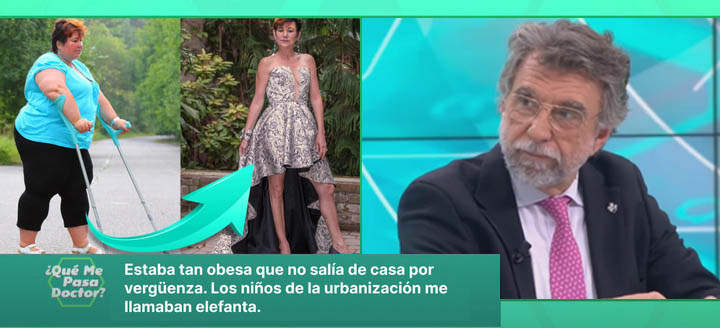 ¿Qué Me
Pasa
Doctor?
Estaba tan obesa que no salía de casa por
vergüenza. Los niños de la urbanización me
llamaban elefanta.